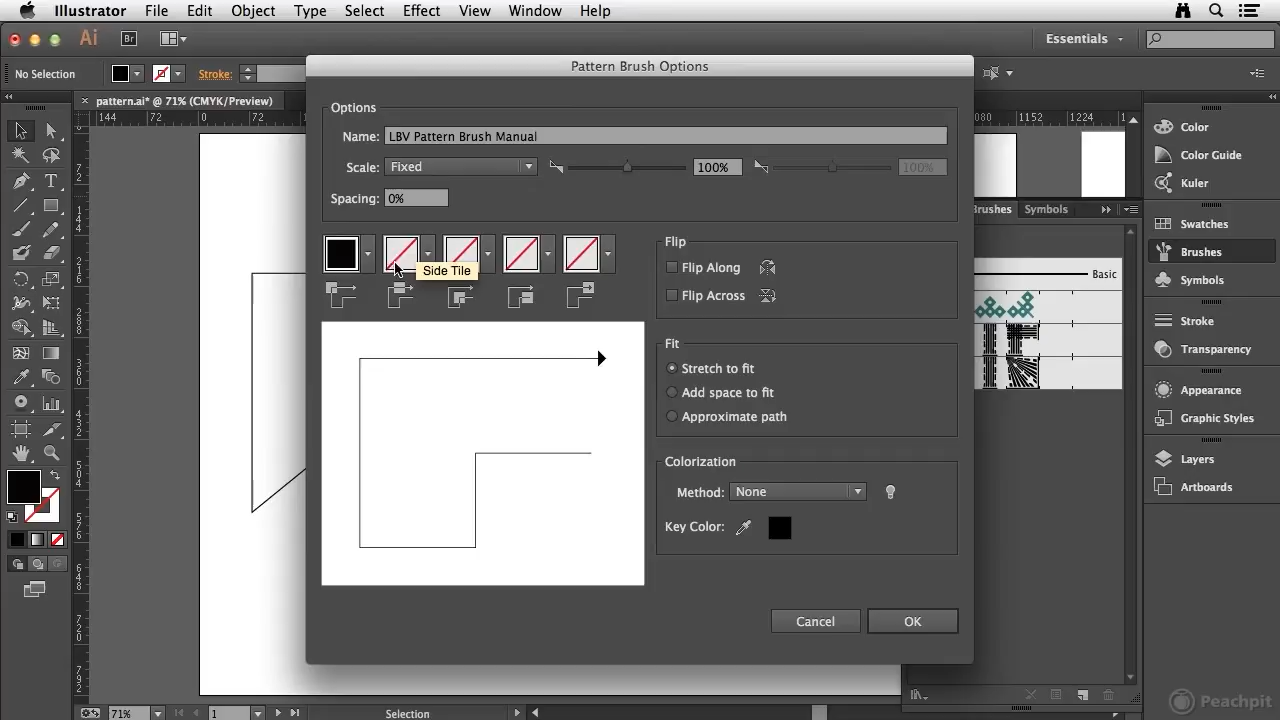 Illustrator File Edit Object Type Select Effect View Window Help
Ai Br Essentials
No Selection Stroke:
Pattern Brush Options
pattern.ai* @ 71% (CMYK/Preview)
144 72 0 72 1152 1224
Options
Name: LBV Pattern Brush Manual
Scale: Fixed 100% 100%
Spacing: 0%
Side Tile
Flip
Flip Along
Flip Across
Fit
Stretch to fit
Add space to fit
Approximate path
Colorization
Method: None
Key Color:
Cancel OK
Brushes Symbols
Basic
Color
Color Guide
Kuler
Swatches
Brushes
Symbols
Stroke
Transparency
Appearance
Graphic Styles
Layers
Artboards
71% 1 Selection
Peachpit